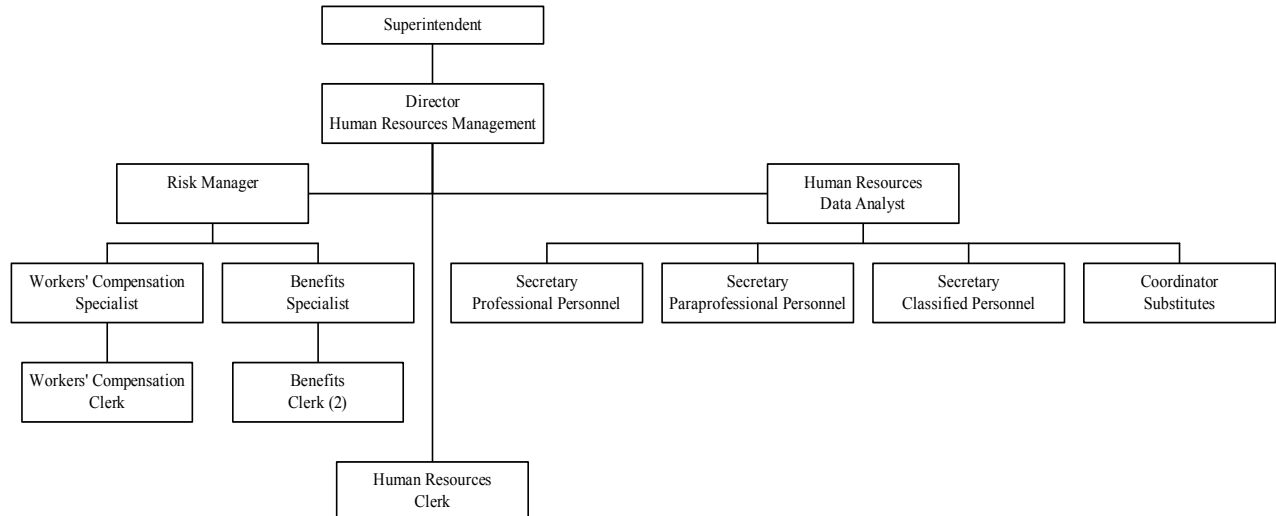 Superintendent
Director
Human Resources Management
Risk Manager
Human Resources
Data Analyst
Workers' Compensation
Specialist
Benefits
Specialist
Secretary
Professional Personnel
Secretary
Paraprofessional Personnel
Secretary
Classified Personnel
Coordinator
Substitutes
Workers' Compensation
Clerk
Benefits
Clerk (2)
Human Resources
Clerk